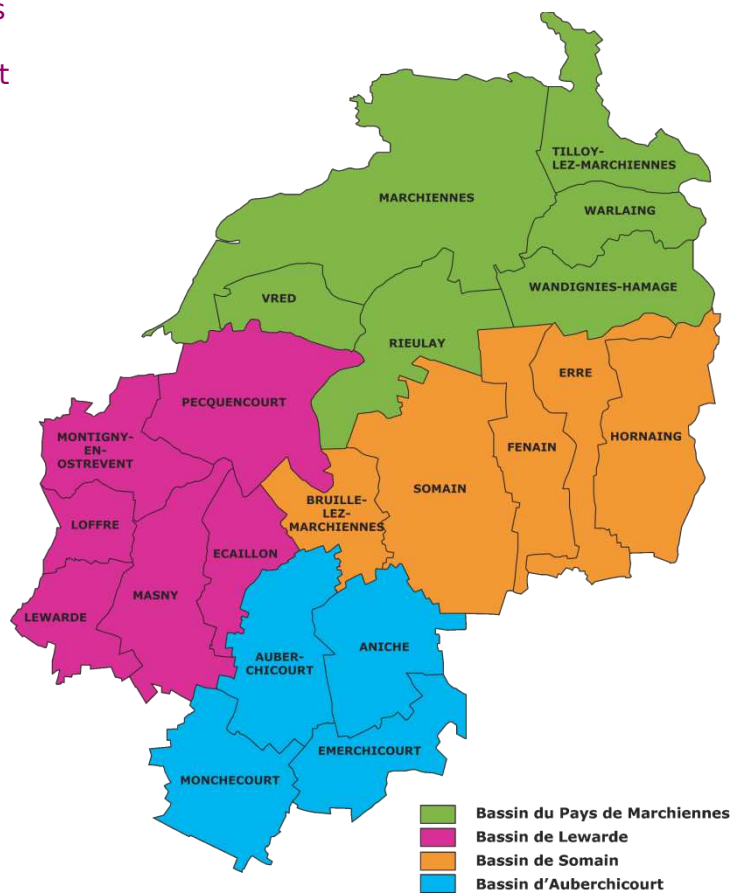 s
t
TILLOY-
LEZ-MARCHIENNES
MARCHIENNES
WARLAING
WANDIGNIES-HAMAGE
VRED
RIEULAY
ERRE
PECQUENCOURT
HORNAING
MONTIGNY-
EN-
OSTREVENT
FENAIN
SOMAIN
BRUILLE-
LEZ-
MARCHIENNES
LOFFRE
ECAILLON
MASNY
LEWARDE
ANICHE
AUBER-
CHICOURT
EMERCHICOURT
MONCHECOURT
Bassin du Pays de Marchiennes
Bassin de Lewarde
Bassin de Somain
Bassin d'Auberchicourt